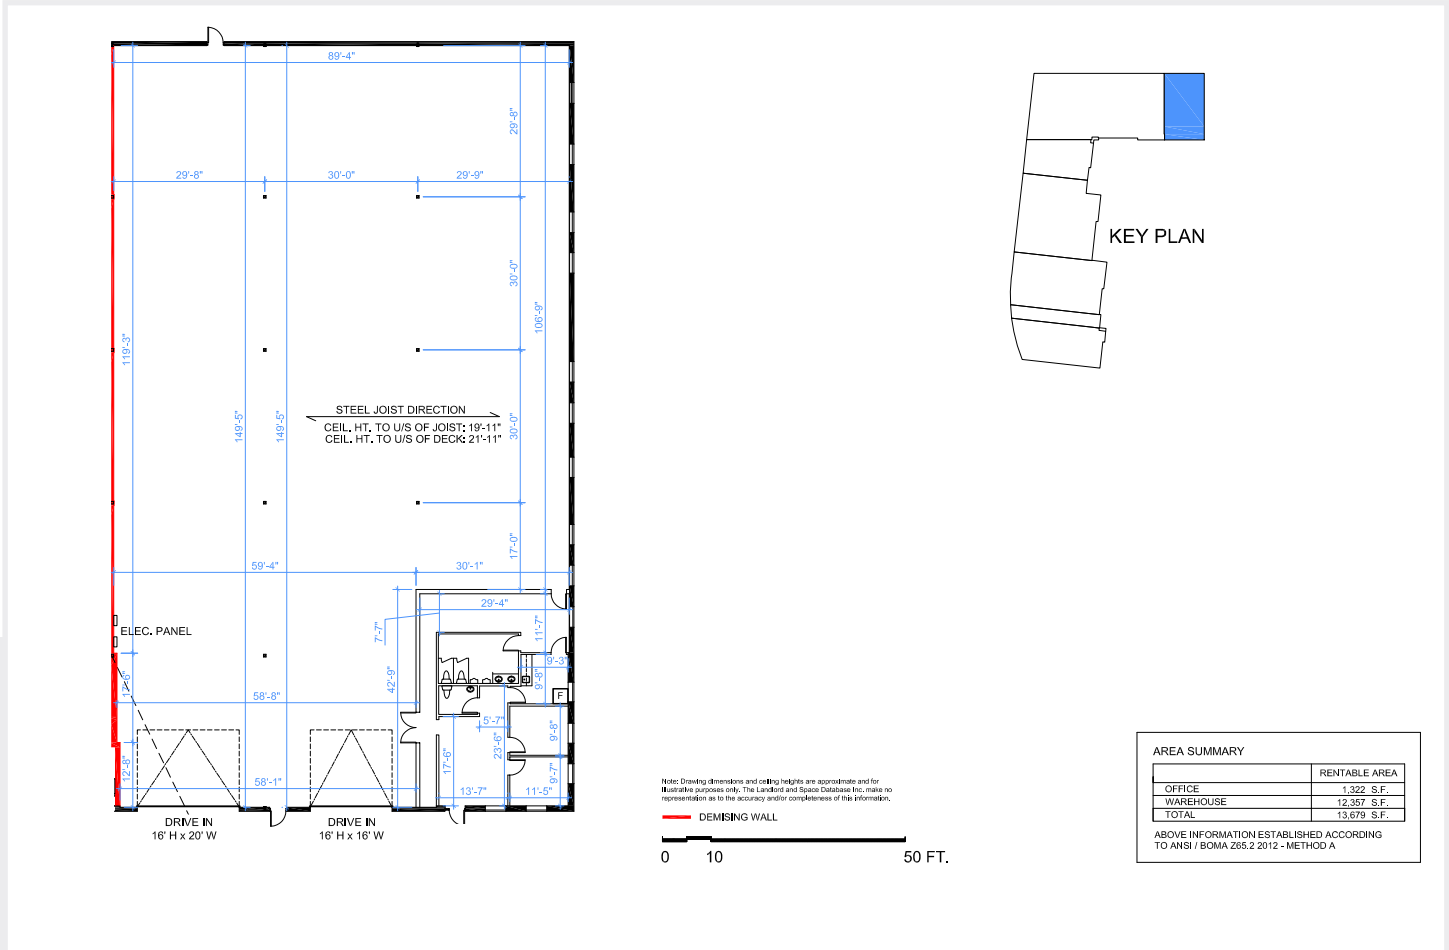 89'-4"
29'-8"
29'-8"
30'-0"
29'-9"
30'-0"
106'-9"
119'-3"
149'-5"
149'-5"
STEEL JOIST DIRECTION
CEIL. HT. TO U/S OF JOIST: 19'-11"
CEIL. HT. TO U/S OF DECK: 21'-11"
30'-0"
17'-0"
59'-4"
30'-1"
29'-4"
7'-7"
11'-7"
ELEC. PANEL
9'-3"
9'-8"
42'-9"
17'-6"
58'-8"
F
5'-7"
9'-8"
23'-6"
17'-6"
12'-8"
9'-7"
58'-1"
13'-7"
11'-5"
DRIVE IN
16' H x 20' W
DRIVE IN
16' H x 16' W
KEY PLAN
Note: Drawing dimensions and ceiling heights are approximate and for
illustrative purposes only. The Landlord and Space Database Inc. make no
representation as to the accuracy and/or completeness of this information.
DEMISING WALL
0 10 50 FT.
AREA SUMMARY
RENTABLE AREA
OFFICE 1,322 S.F.
WAREHOUSE 12,357 S.F.
TOTAL 13,679 S.F.
ABOVE INFORMATION ESTABLISHED ACCORDING
TO ANSI / BOMA Z65.2 2012 - METHOD A